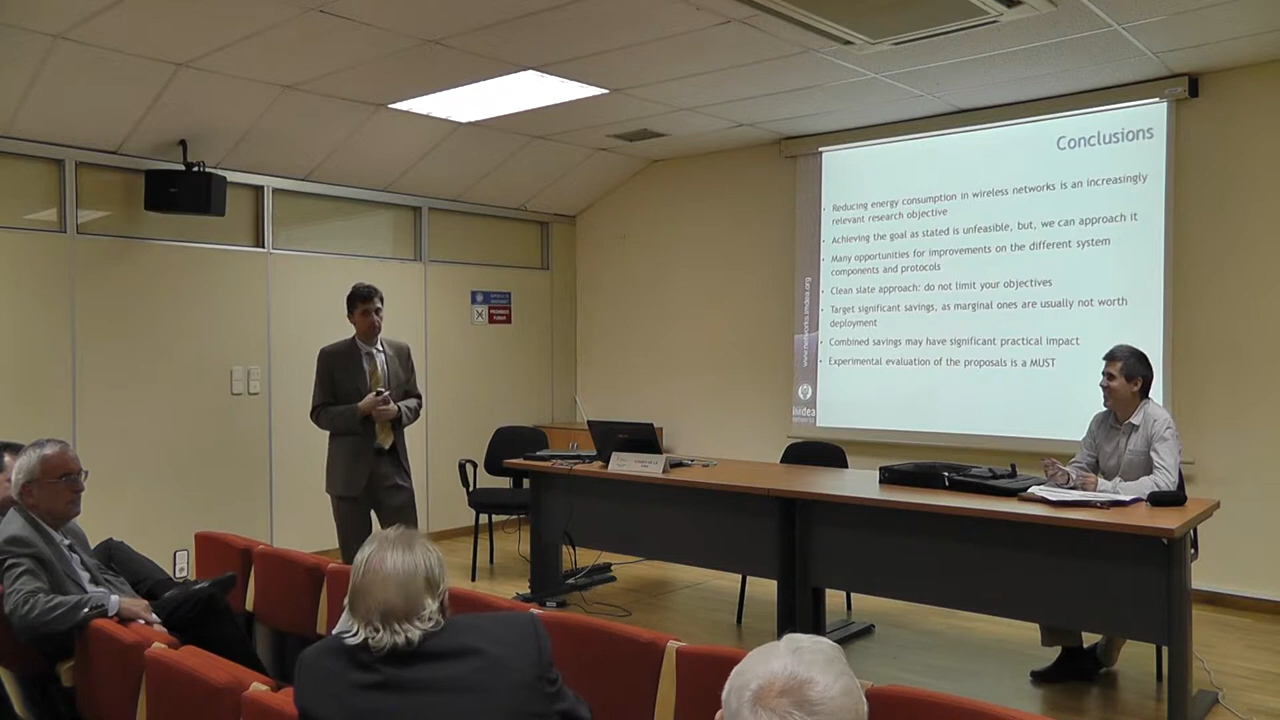 Conclusions
Reducing energy consumption in wireless networks is an increasingly
relevant research objective
Achieving the goal as stated is unfeasible, but, we can approach it
Many opportunities for improvements on the different system
components and protocols
Clean slate approach: do not limit your objectives
Target significant savings, as marginal ones are usually not worth
deployment
Combined savings may have significant practical impact
Experimental evaluation of the proposals is a MUST
www.networks.imdea.org
imdea
networks